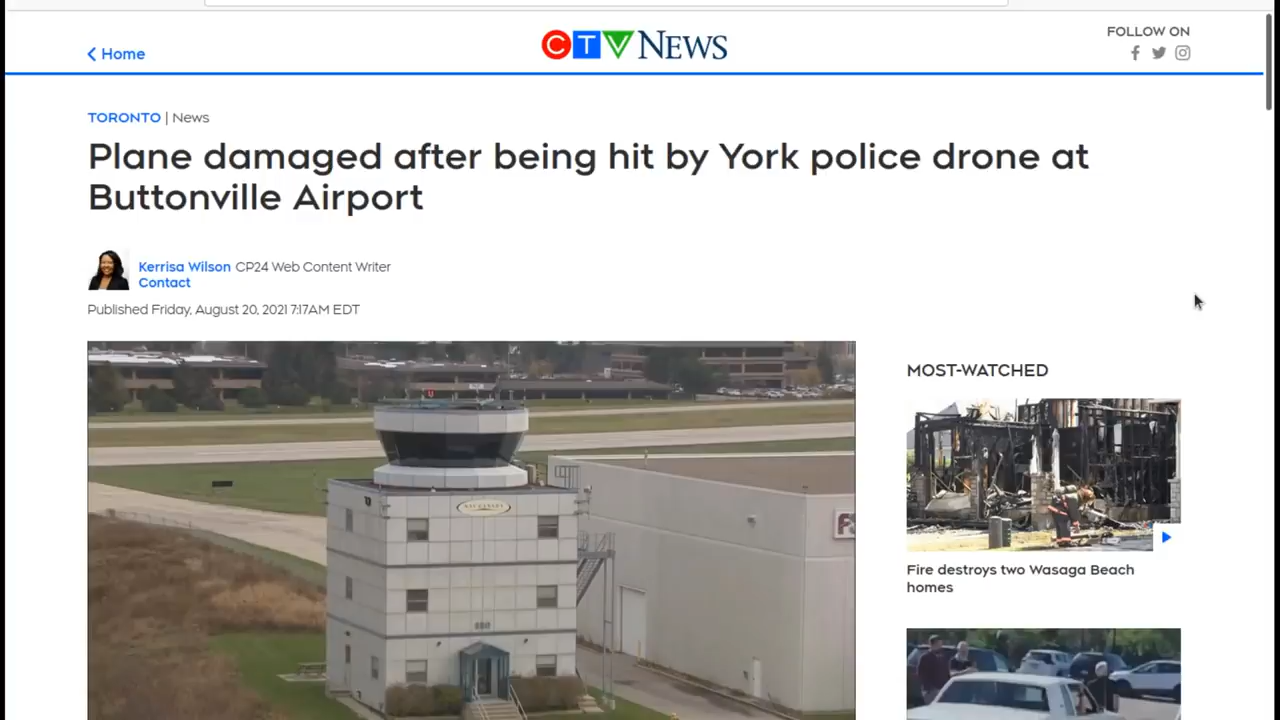 Home
CTV NEWS
FOLLOW ON
TORONTO | News
Plane damaged after being hit by York police drone at
Buttonville Airport
Kerrisa Wilson CP24 Web Content Writer
Contact
Published Friday, August 20, 2021 7:17AM EDT
MOST-WATCHED
Fire destroys two Wasaga Beach
homes